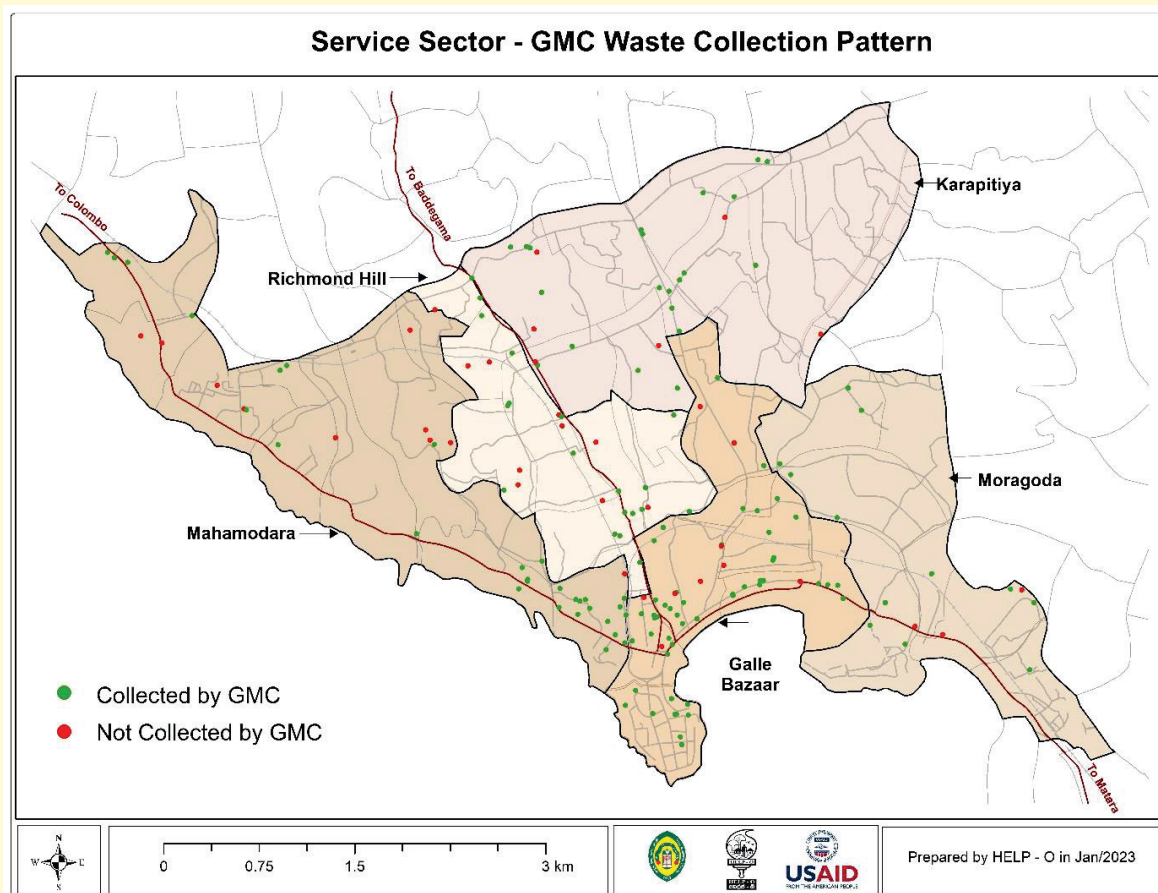 Service Sector - GMC Waste Collection Pattern
To Colombo
To Baddegama
Karapitiya
Richmond Hill
Moragoda
Mahamodara
Galle
Bazaar
Collected by GMC
Not Collected by GMC
To Matara
N
W E
S
0 0.75 1.5 3 km
HELP - O
USAID
FROM THE AMERICAN PEOPLE
Prepared by HELP - O in Jan/2023